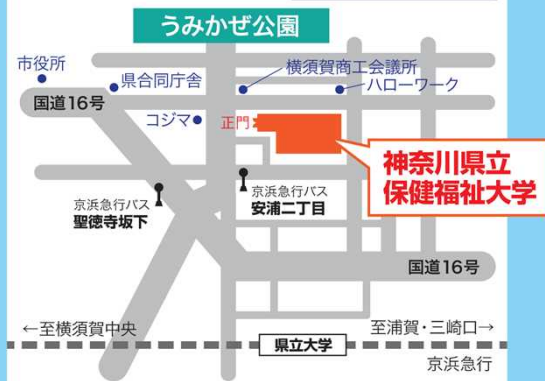 うみかぜ公園
市役所
県合同庁舎
横須賀商工会議所
ハローワーク
国道16号
コジマ
正門
神奈川県立
保健福祉大学
京浜急行バス
聖徳寺坂下
京浜急行バス
安浦二丁目
国道16号
←至横須賀中央
至浦賀・三崎口→
県立大学
京浜急行